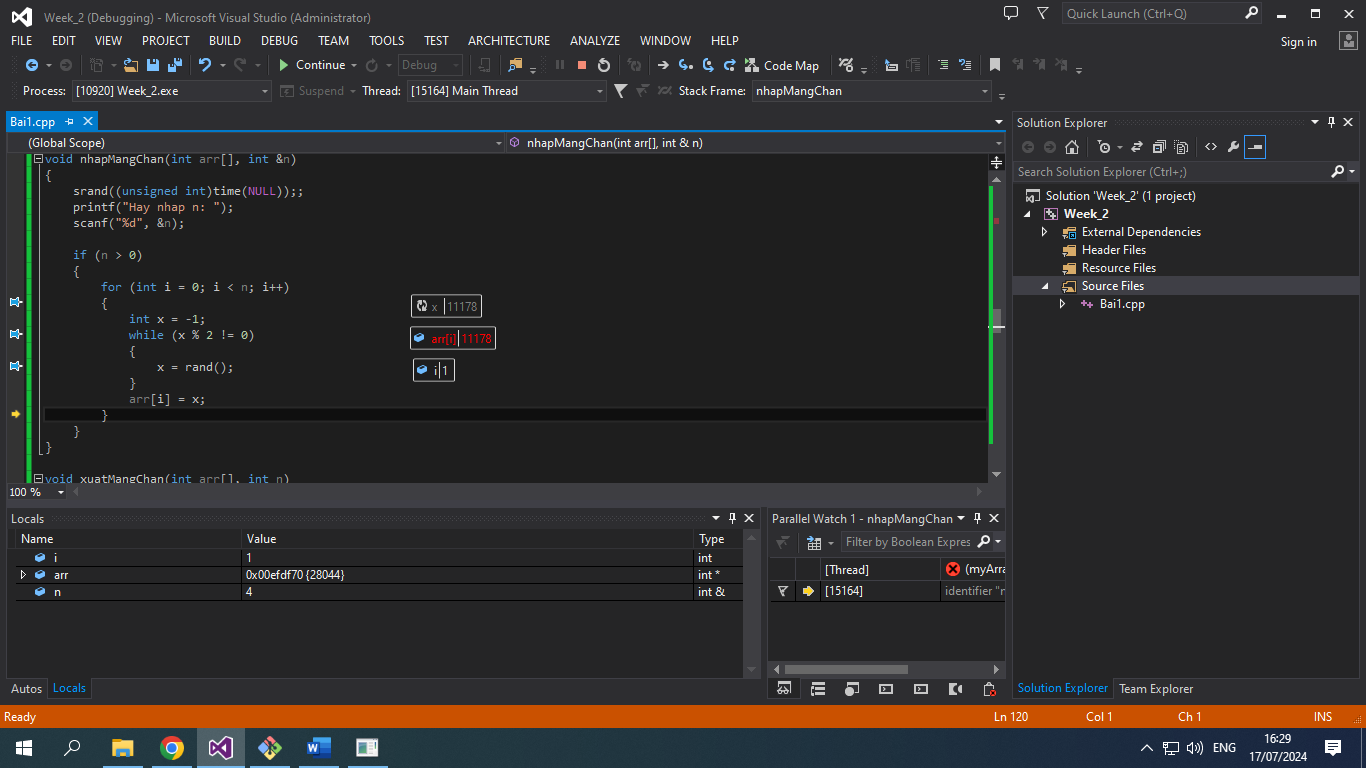 Week_2 (Debugging) - Microsoft Visual Studio (Administrator)
Quick Launch (Ctrl+Q)
FILE EDIT VIEW PROJECT BUILD DEBUG TEAM TOOLS TEST ARCHITECTURE ANALYZE WINDOW HELP
Sign in
Continue Debug Code Map
Process: [10920] Week_2.exe Suspend Thread: [15164] Main Thread Stack Frame: nhapMangChan
Bai1.cpp
(Global Scope) nhapMangChan(int arr[], int & n)
void nhapMangChan(int arr[], int &n)
{
srand((unsigned int)time(NULL));;
printf("Hay nhap n: ");
scanf("%d", &n);
if (n > 0)
{
for (int i = 0; i < n; i++)
{
x 11178
int x = -1;
while (x % 2 != 0)
arr[i] 11178
{
x = rand();
i 1
}
arr[i] = x;
}
}
}
void xuatMangChan(int arr[], int n)
100 %
Solution Explorer
Search Solution Explorer (Ctrl+;)
Solution 'Week_2' (1 project)
Week_2
External Dependencies
Header Files
Resource Files
Source Files
Bai1.cpp
Locals
Name Value Type
i 1 int
arr 0x00efdf70 {28044} int *
n 4 int &
Autos Locals
Parallel Watch 1 - nhapMangChan
Filter by Boolean Expres
[Thread] (myArra
[15164] identifier "n
Solution Explorer Team Explorer
Ready Ln 120 Col 1 Ch 1 INS
ENG
16:29
17/07/2024